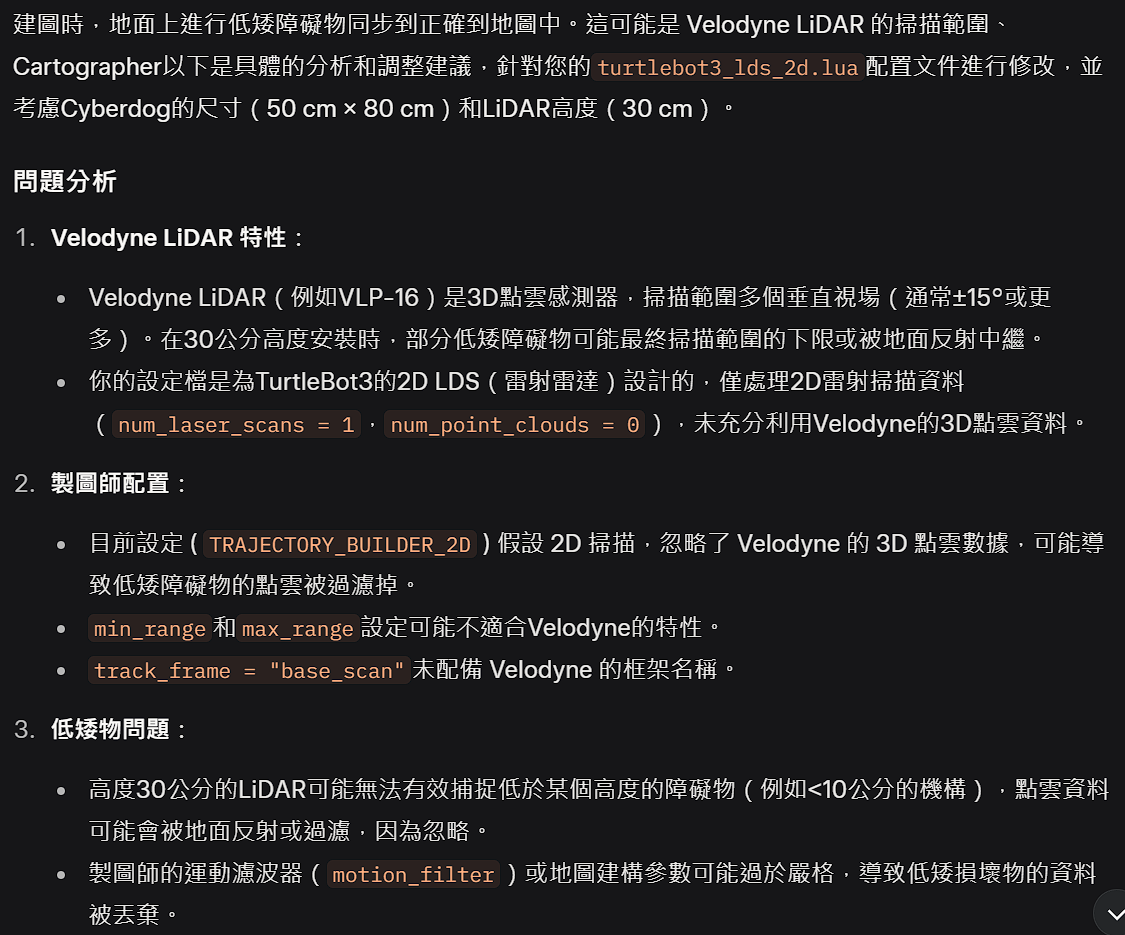 建圖時，地面上進行低矮障礙物同步到正確到地圖中。這可能是 Velodyne LiDAR 的掃描範圍、
Cartographer以下是具體的分析和調整建議，針對您的turtlebot3_lds_2d.lua配置文件進行修改，並
考慮Cyberdog的尺寸（50 cm × 80 cm）和LiDAR高度（30 cm）。
問題分析
1. Velodyne LiDAR 特性：
• Velodyne LiDAR（例如VLP-16）是3D點雲感測器，掃描範圍多個垂直視場（通常±15°或更
多）。在30公分高度安裝時，部分低矮障礙物可能最終掃描範圍的下限或被地面反射中繼。
• 你的設定檔是為TurtleBot3的2D LDS（雷射雷達）設計的，僅處理2D雷射掃描資料
（num_laser_scans = 1，num_point_clouds = 0），未充分利用Velodyne的3D點雲資料。
2. 製圖師配置：
• 目前設定 ( TRAJECTORY_BUILDER_2D ) 假設 2D 掃描，忽略了 Velodyne 的 3D 點雲數據，可能導
致低矮障礙物的點雲被過濾掉。
• min_range和max_range設定可能不適合Velodyne的特性。
• track_frame = "base_scan"未配備 Velodyne 的框架名稱。
3. 低矮物問題：
• 高度30公分的LiDAR可能無法有效捕捉低於某個高度的障礙物（例如<10公分的機構），點雲資料
可能會被地面反射或過濾，因為忽略。
• 製圖師的運動濾波器（motion_filter）或地圖建構參數可能過於嚴格，導致低矮損壞物的資料
被丟棄。